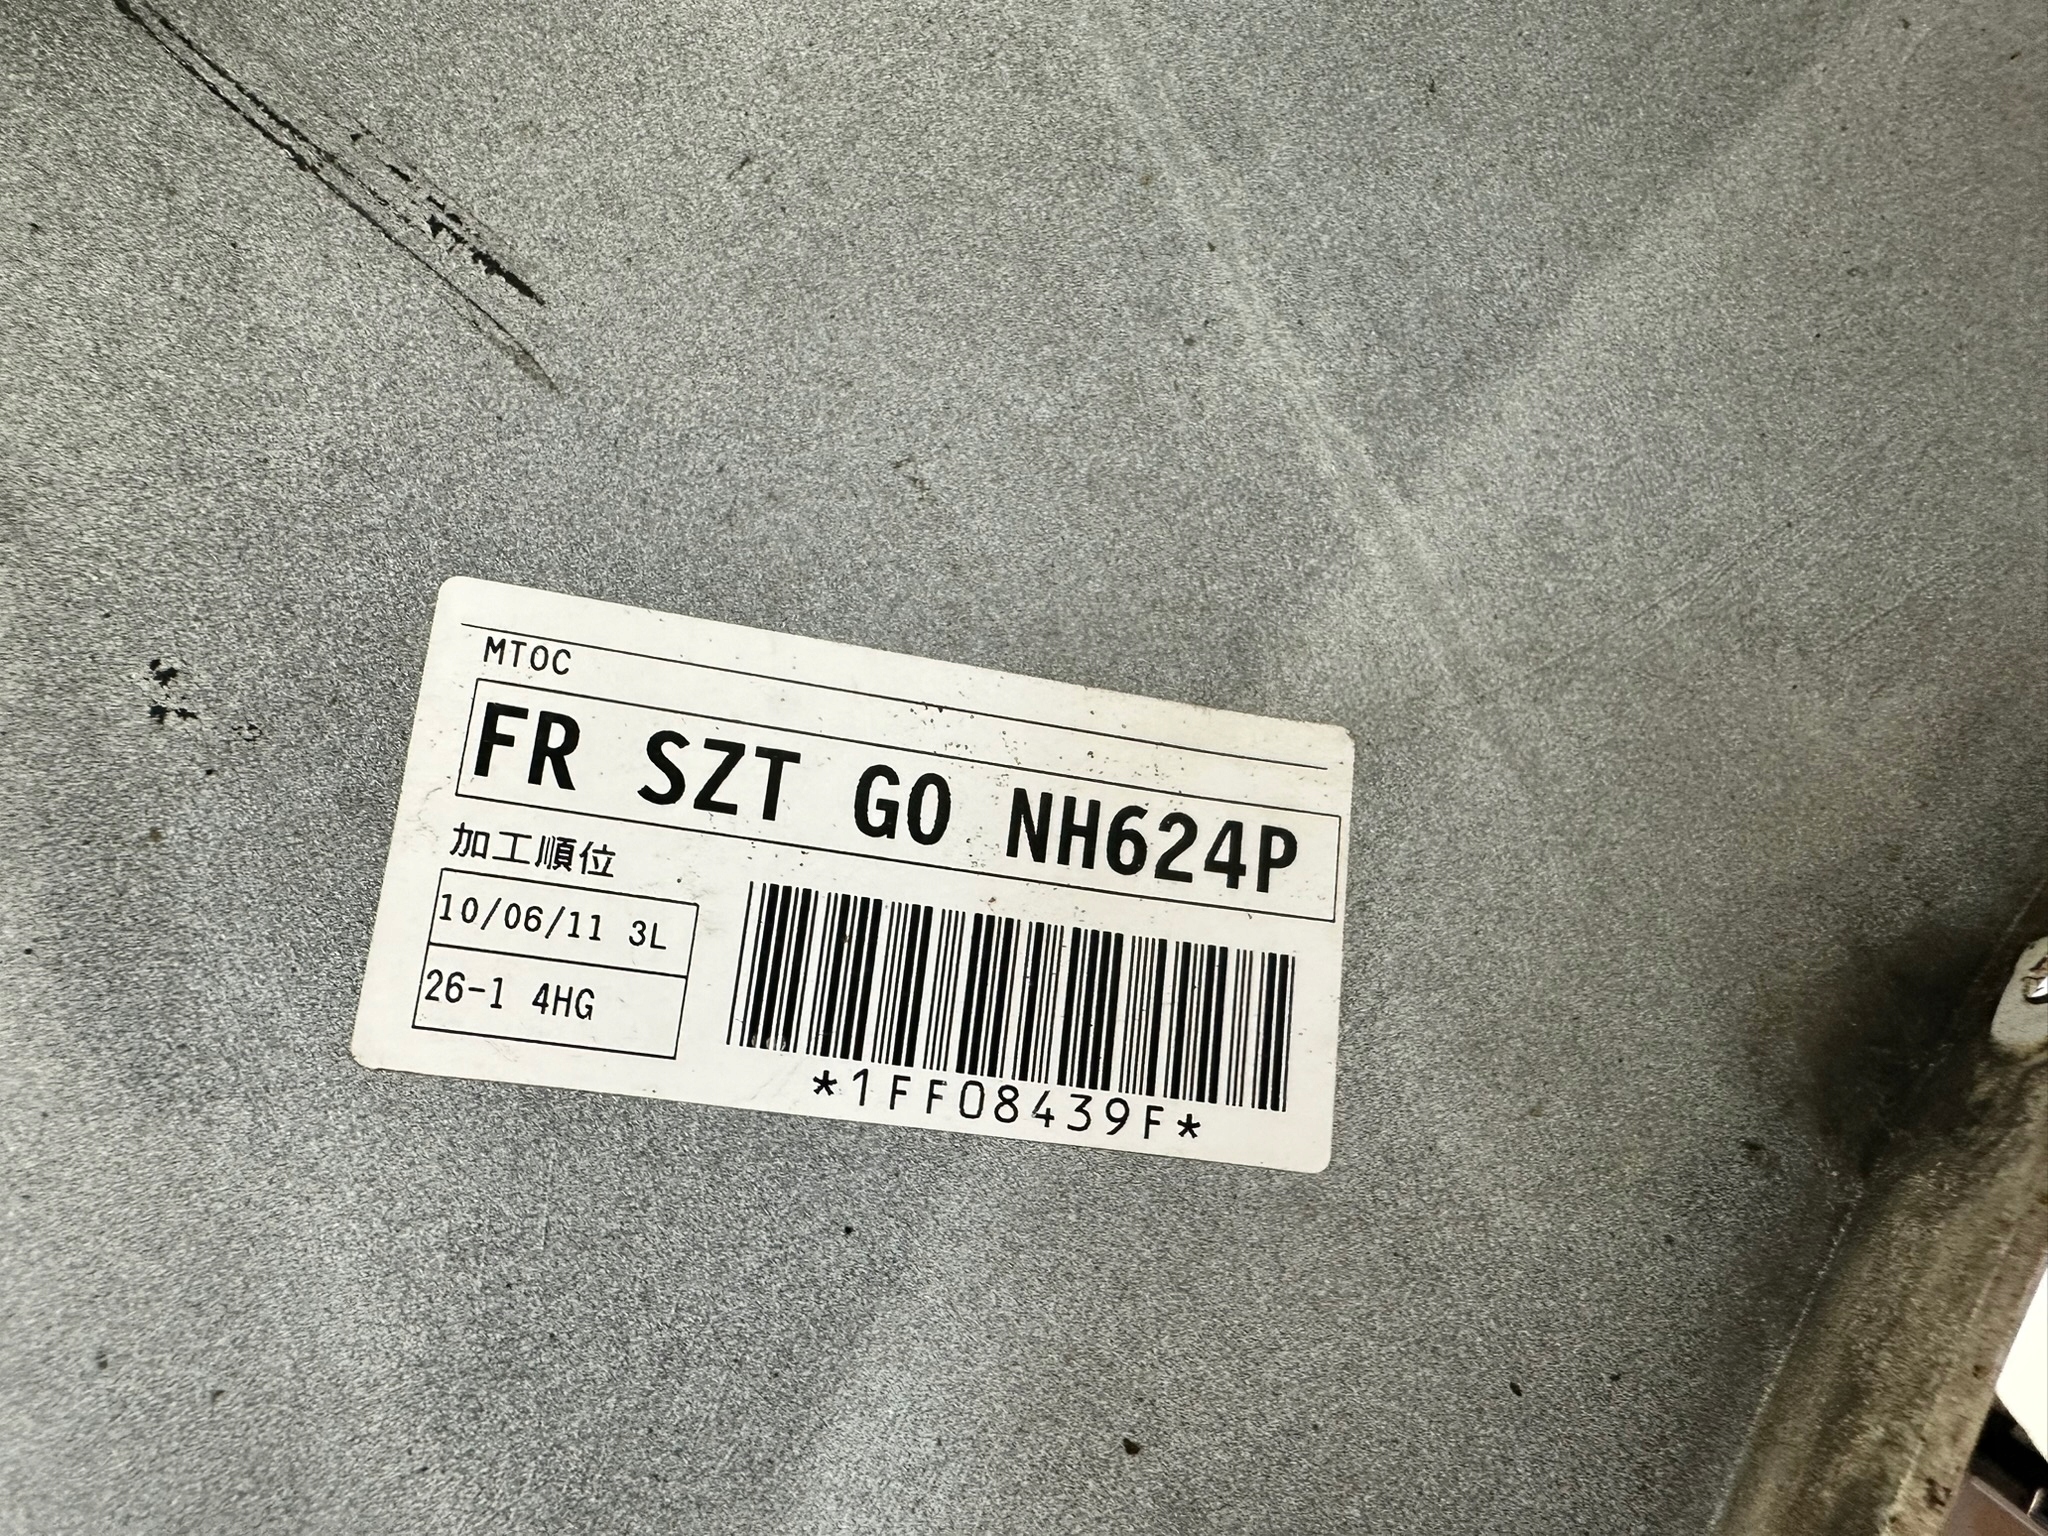 MTOC
FR SZT G0 NH624P
加工順位
10/06/11 3L
26-1 4HG
*1FF08439F*